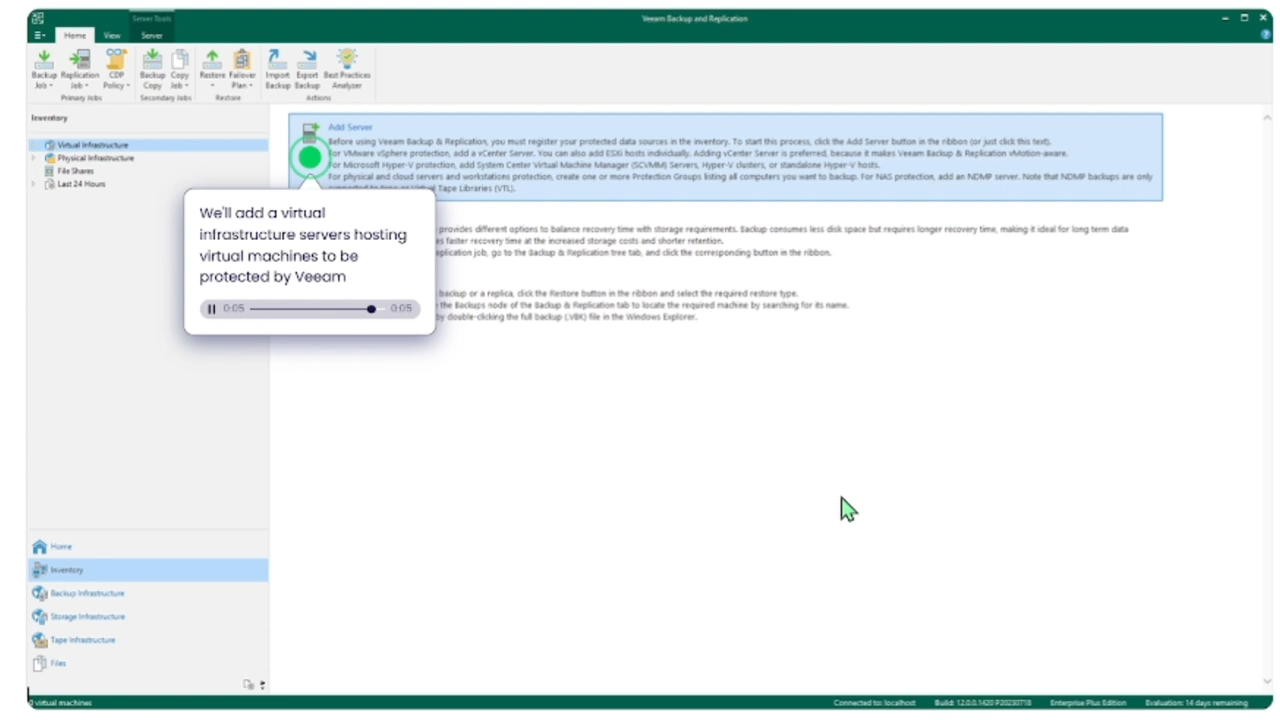 Server Tools
Veeam Backup and Replication
Home View Server
Backup Job
Replication Job
CDP Policy
Backup Copy
Copy Job
Restore
Failover Plan
Import Backup
Export Backup
Best Practices Analyzer
Primary Jobs
Secondary Jobs
Restore
Actions
Inventory
Virtual Infrastructure
Physical Infrastructure
File Shares
Last 24 Hours
Add Server
Before using Veeam Backup & Replication, you must register your protected data sources in the inventory. To start this process, click the Add Server button in the ribbon (or just click this text).
For VMware vSphere protection, add a vCenter Server. You can also add ESXi hosts individually. Adding vCenter Server is preferred, because it makes Veeam Backup & Replication vMotion-aware.
For Microsoft Hyper-V protection, add System Center Virtual Machine Manager (SCVMM) Servers, Hyper-V clusters, or standalone Hyper-V hosts.
For physical and cloud servers and workstations protection, create one or more Protection Groups listing all computers you want to backup. For NAS protection, add an NDMP server. Note that NDMP backups are only
Tape Libraries (VTL).
We'll add a virtual
infrastructure servers hosting
virtual machines to be
protected by Veeam
0:05 0:05
provides different options to balance recovery time with storage requirements. Backup consumes less disk space but requires longer recovery time, making it ideal for long term data
faster recovery time at the increased storage costs and shorter retention.
job, go to the Backup & Replication tree tab, and click the corresponding button in the ribbon.
backup or a replica, click the Restore button in the ribbon and select the required restore type.
the Backups node of the Backup & Replication tab to locate the required machine by searching for its name.
by double-clicking the full backup (.VBK) file in the Windows Explorer.
Home
Inventory
Backup Infrastructure
Storage Infrastructure
Tape Infrastructure
Files
virtual machines
Connected to: localhost
Build: 12.0.0.1420 P20230718
Enterprise Plus Edition
Evaluation: 14 days remaining